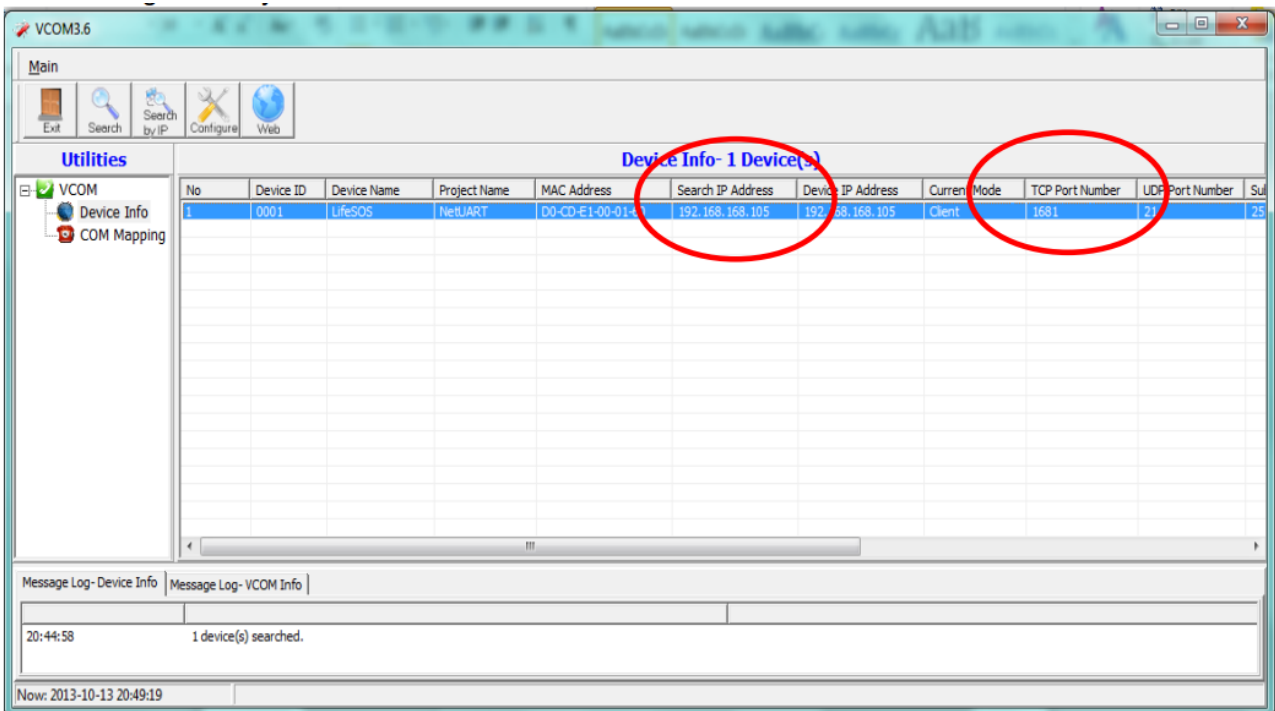 VCOM3.6
Main
Exit Search Search by IP Configure Web
Utilities
Device Info- 1 Device(s)
VCOM
Device Info
COM Mapping
No Device ID Device Name Project Name MAC Address Search IP Address Device IP Address Current Mode TCP Port Number UDP Port Number
1 0001 LifeSOS NetUART 192.168.168.105 192.168.168.105 Client 1681
Message Log- Device Info Message Log- VCOM Info
20:44:58 1 device(s) searched.
Now: 2013-10-13 20:49:19